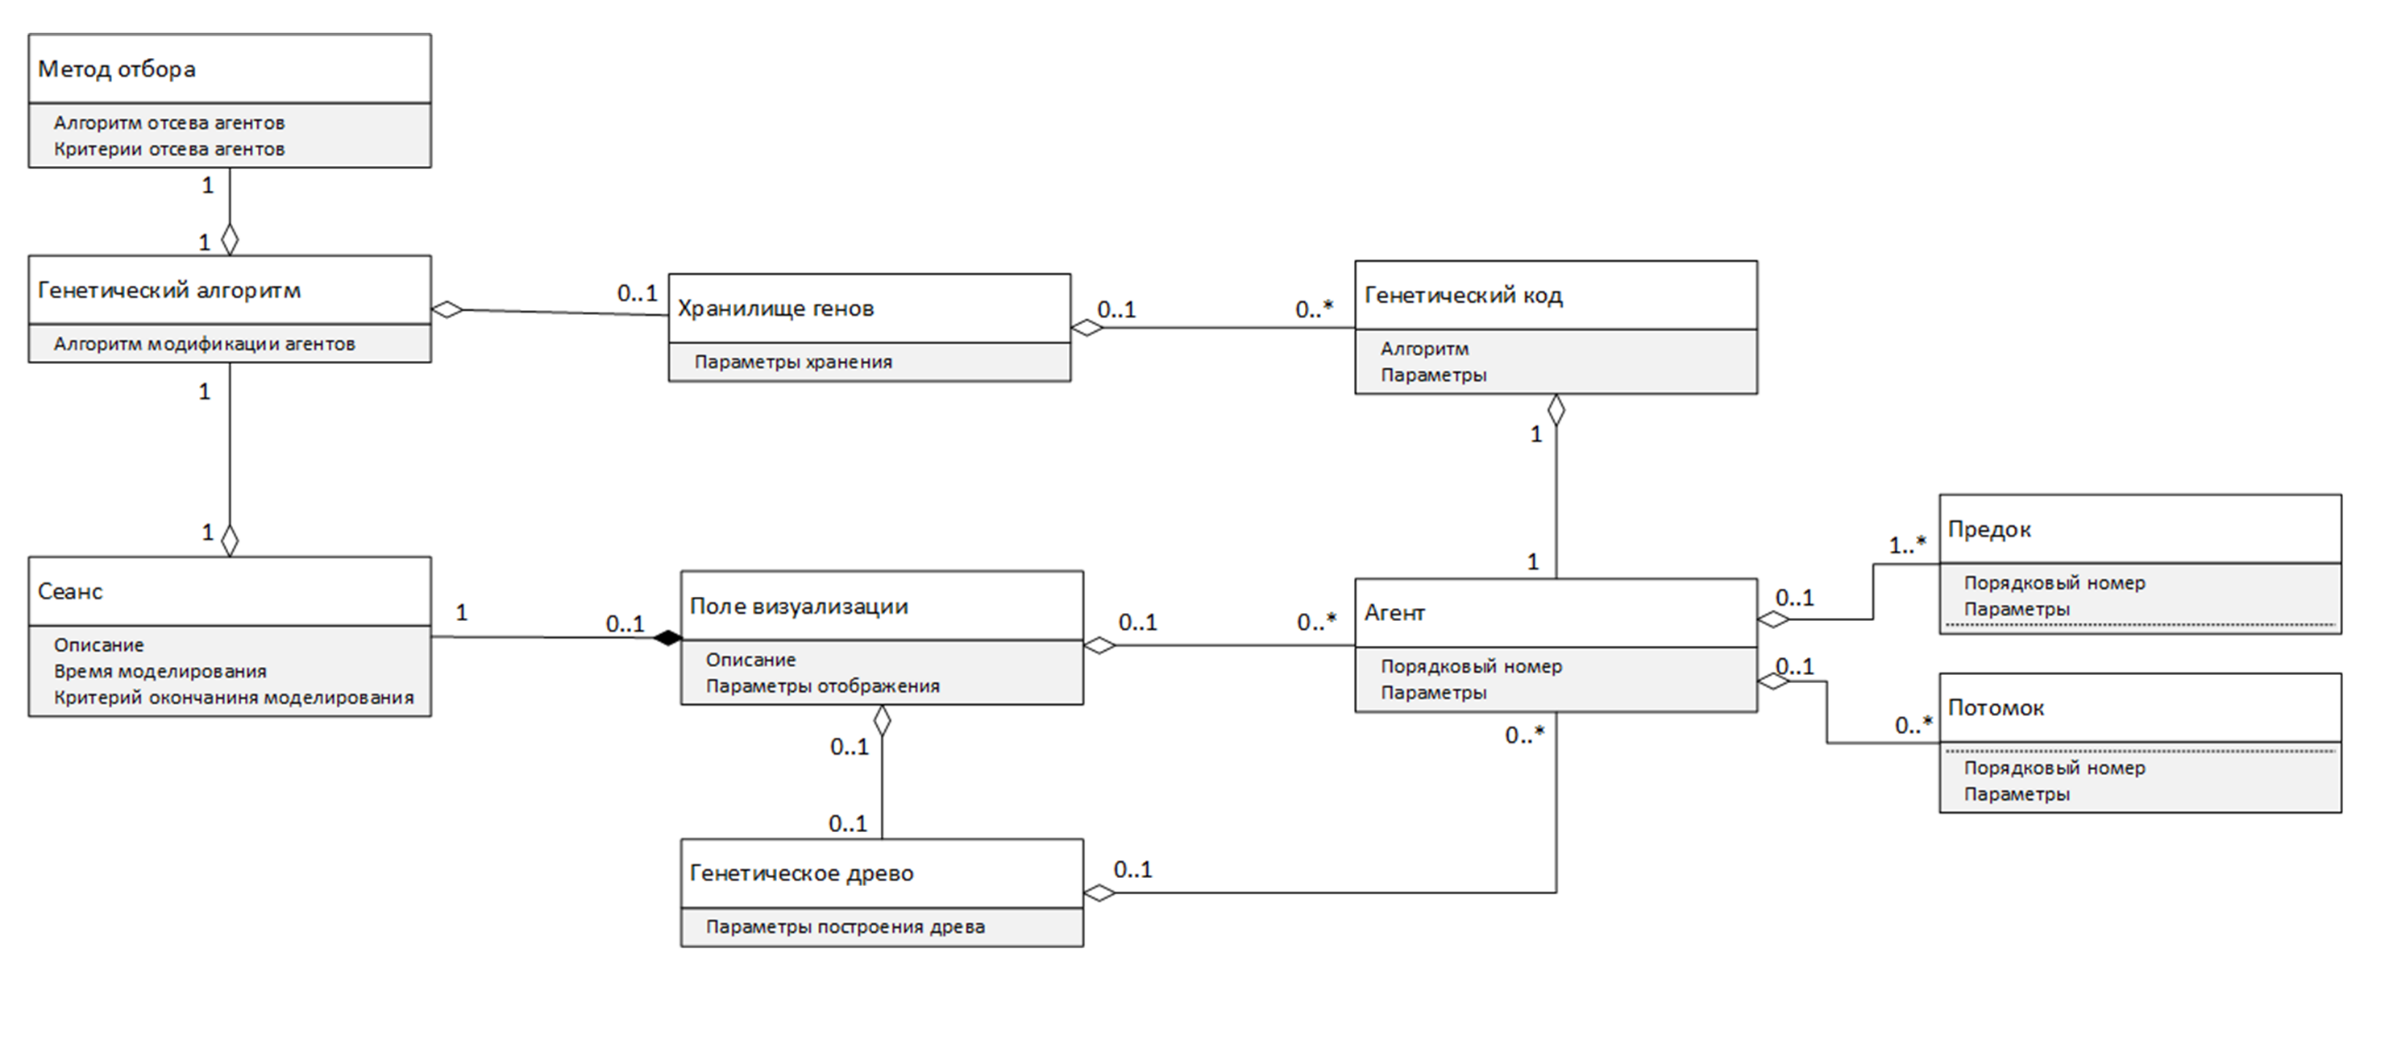 Метод отбора
Алгоритм отсева агентов
Критерии отсева агентов
1
1
Генетический алгоритм
Алгоритм модификации агентов
0..1
Хранилище генов
Параметры хранения
0..1
0..*
Генетический код
Алгоритм
Параметры
1
1
1
1
Сеанс
Описание
Время моделирования
Критерий окончаниня моделирования
1
0..1
Поле визуализации
Описание
Параметры отображения
0..1
0..*
Агент
Порядковый номер
Параметры
0..1
1..*
Предок
Порядковый номер
Параметры
0..1
0..*
Потомок
Порядковый номер
Параметры
0..1
0..1
Генетическое древо
Параметры построения древа
0..1
0..*